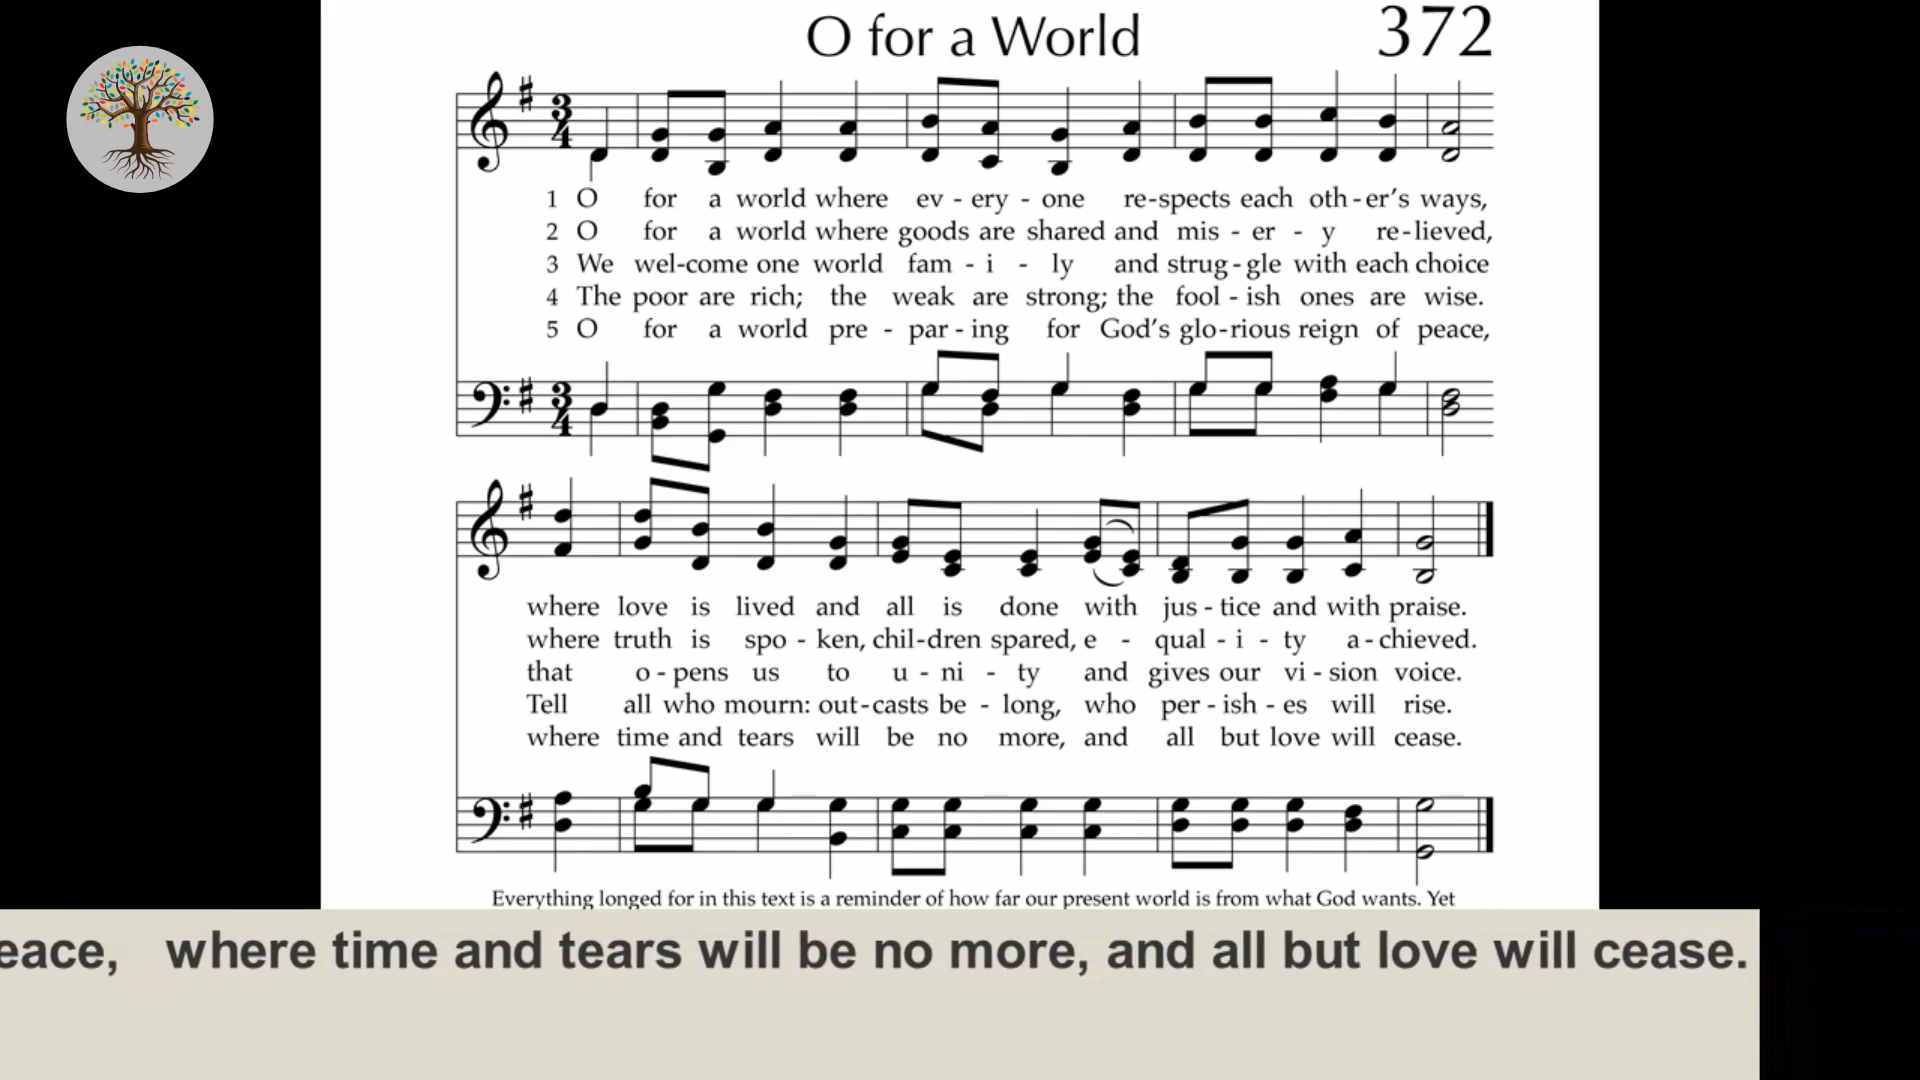 O for a World 372
1 O for a world where ev - ery - one re-spects each oth - er's ways,
2 O for a world where goods are shared and mis - er - y re-lieved,
3 We wel-come one world fam - i - ly and strug-gle with each choice
4 The poor are rich; the weak are strong; the fool - ish ones are wise.
5 O for a world pre - par - ing for God's glo-rious reign of peace,
where love is lived and all is done with jus - tice and with praise.
where truth is spo - ken, chil-dren spared, e - qual - i - ty a-chieved.
that o-pens us to u - ni - ty and gives our vi - sion voice.
Tell all who mourn: out-casts be - long, who per - ish - es will rise.
where time and tears will be no more, and all but love will cease.
Everything longed for in this text is a reminder of how far our present world is from what God wants. Yet
eace, where time and tears will be no more, and all but love will cease.